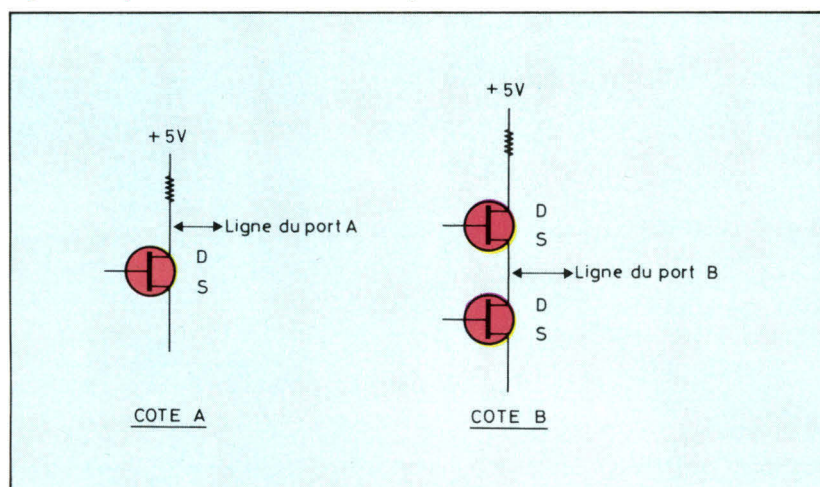 +5V
Ligne du port A
D
S
COTE A
+5V
D
S
Ligne du port B
D
S
COTE B